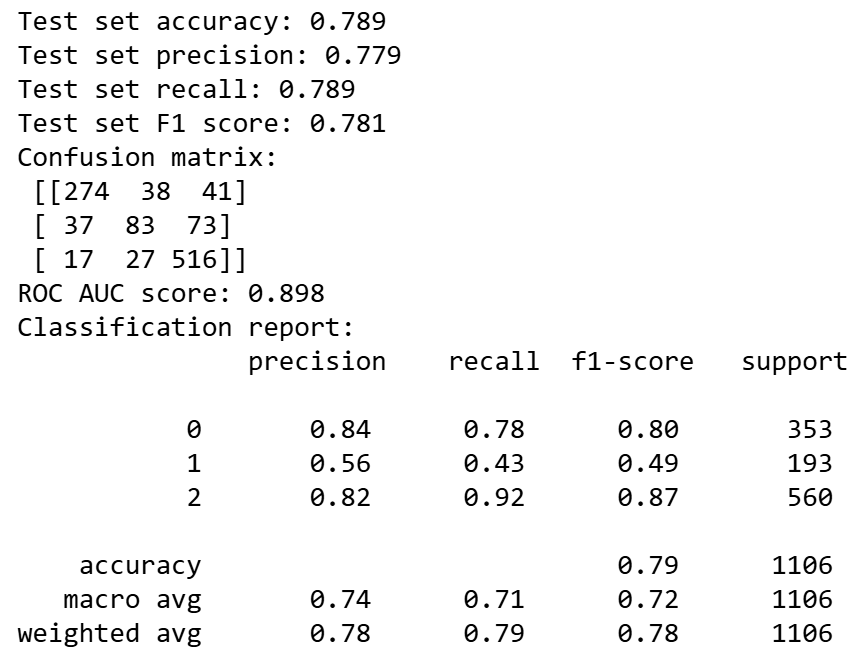 Test set accuracy: 0.789
Test set precision: 0.779
Test set recall: 0.789
Test set F1 score: 0.781
Confusion matrix:
 [[274  38  41]
 [ 37  83  73]
 [ 17  27 516]]
ROC AUC score: 0.898
Classification report:
               precision    recall  f1-score   support

           0       0.84      0.78      0.80       353
           1       0.56      0.43      0.49       193
           2       0.82      0.92      0.87       560

    accuracy                           0.79      1106
   macro avg       0.74      0.71      0.72      1106
weighted avg       0.78      0.79      0.78      1106